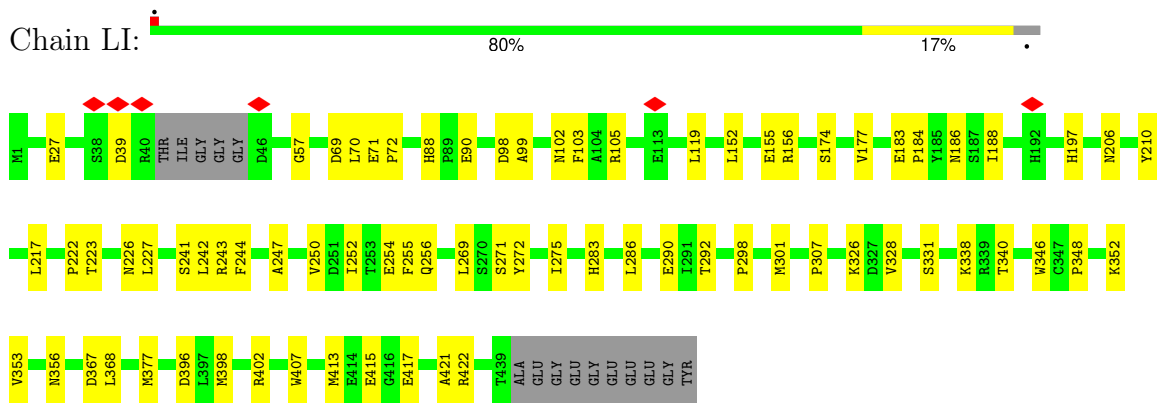 Chain LI:
80% 17%
M1 E27 S38 D39 R40 THR ILE GLY GLY GLY D46 G57 D69 L70 E71 P72 H88 P89 E90 D98 A99 N102 F103 A104 R105 E113 L119 L152 E155 R156 S174 V177 E183 P184 Y185 N186 S187 I188 H192 H197 N206 Y210
L217 P222 T223 N226 L227 S241 L242 R243 F244 A247 V250 D251 I252 T253 E254 F255 Q256 L269 S270 S271 Y272 I275 H283 L286 E290 I291 T292 P298 M301 P307 K326 D327 V328 S331 K338 R339 T340 W346 C347 P348 K352
V353 N356 D367 L368 M377 D396 L397 M398 R402 W407 M413 E414 E415 G416 E417 A421 R422 T439 ALA GLU GLY GLU GLU GLY GLU GLU GLU GLY TYR